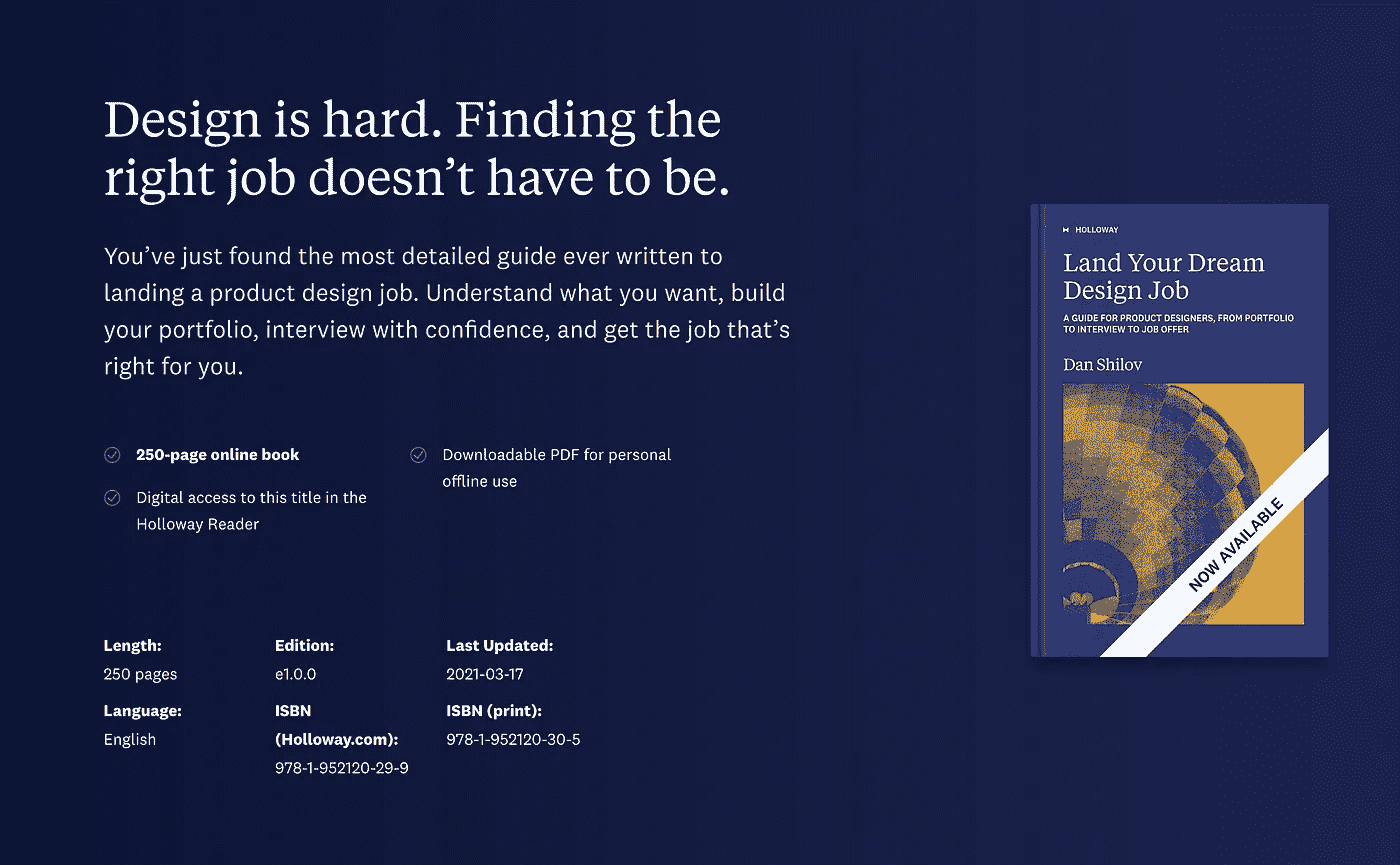 Design is hard. Finding the
right job doesn’t have to be.
You’ve just found the most detailed guide ever written to
landing a product design job. Understand what you want, build
your portfolio, interview with confidence, and get the job that’s
right for you.
250-page online book
Digital access to this title in the
Holloway Reader
Downloadable PDF for personal
offline use
Length:
250 pages
Edition:
e1.0.0
Last Updated:
2021-03-17
Language:
English
ISBN
(Holloway.com):
978-1-952120-29-9
ISBN (print):
978-1-952120-30-5
HOLLOWAY
Land Your Dream
Design Job
A GUIDE FOR PRODUCT DESIGNERS, FROM PORTFOLIO
TO INTERVIEW TO JOB OFFER
Dan Shilov
NOW AVAILABLE